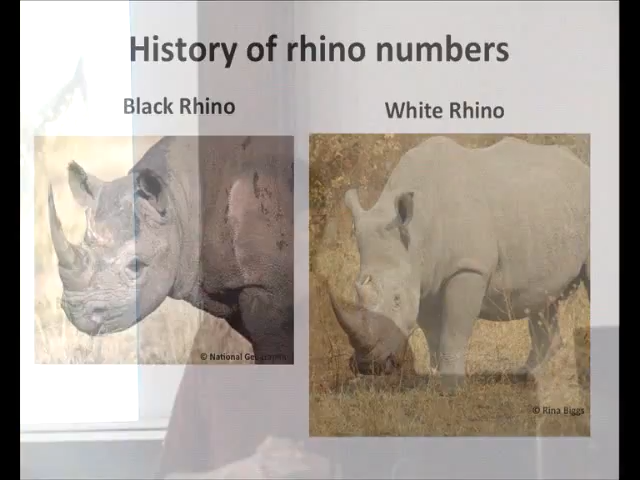 History of rhino numbers
Black Rhino
White Rhino
© National Geographic
© Rina Biggs